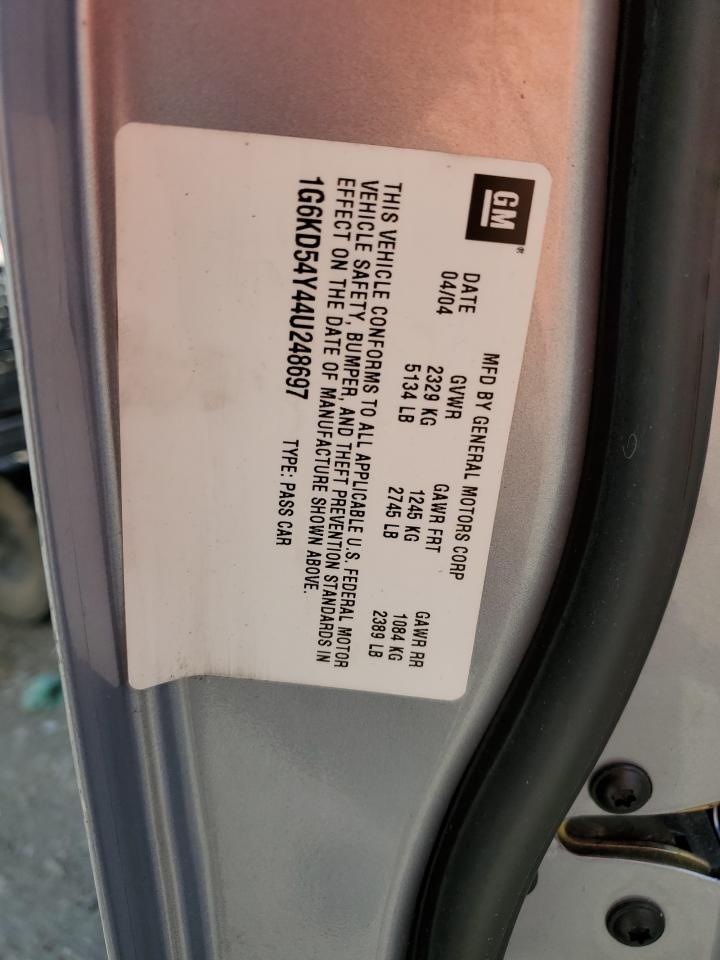 GM®
MFD BY GENERAL MOTORS CORP
DATE GVWR GAWR FRT GAWR RR
04/04 2329 KG 1245 KG 1084 KG
5134 LB 2745 LB 2389 LB
THIS VEHICLE CONFORMS TO ALL APPLICABLE U.S. FEDERAL MOTOR
VEHICLE SAFETY, BUMPER, AND THEFT PREVENTION STANDARDS IN
EFFECT ON THE DATE OF MANUFACTURE SHOWN ABOVE.
1G6KD54Y44U248697 TYPE: PASS CAR